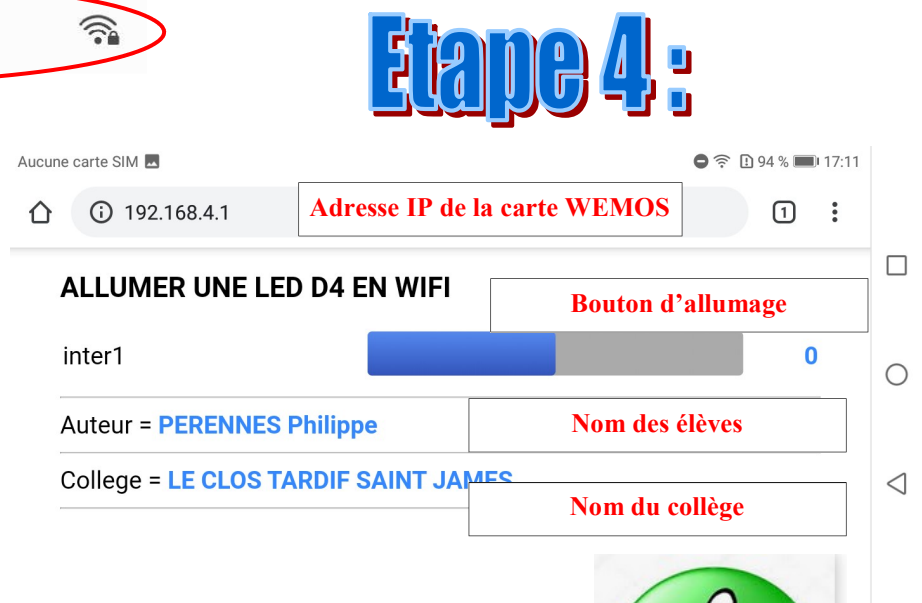 Etape 4 :
Aucune carte SIM 94 % 17:11
192.168.4.1 Adresse IP de la carte WEMOS 1
ALLUMER UNE LED D4 EN WIFI
Bouton d'allumage
inter1 0
Auteur = PERENNES Philippe Nom des élèves
College = LE CLOS TARDIF SAINT JAMES
Nom du collège